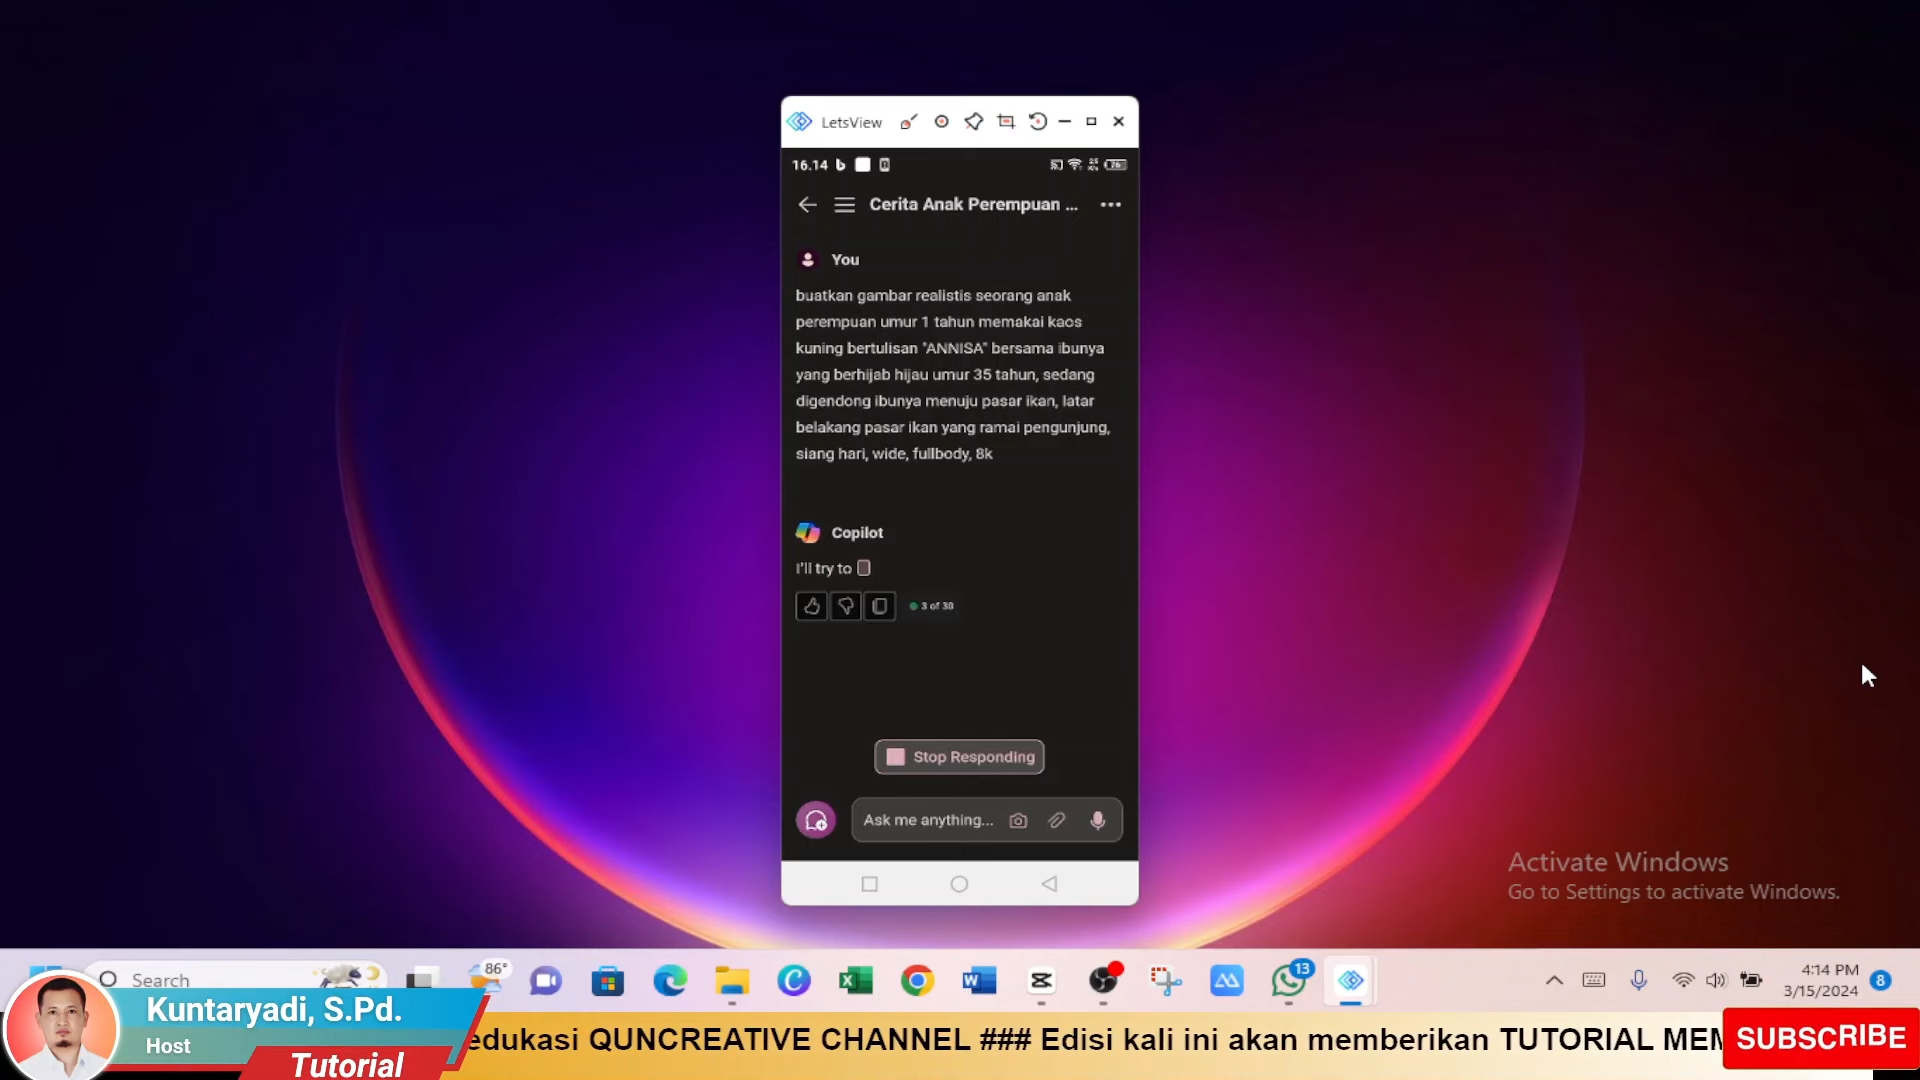 LetsView
16.14
76
Cerita Anak Perempuan ...
You
buatkan gambar realistis seorang anak
perempuan umur 1 tahun memakai kaos
kuning bertulisan "ANNISA" bersama ibunya
yang berhijab hijau umur 35 tahun, sedang
digendong ibunya menuju pasar ikan, latar
belakang pasar ikan yang ramai pengunjung,
siang hari, wide, fullbody, 8k
Copilot
I'll try to
3 of 30
Stop Responding
Ask me anything...
Activate Windows
Go to Settings to activate Windows.
Search
86°
13
4:14 PM
3/15/2024
8
Kuntaryadi, S.Pd.
Host
Tutorial
edukasi QUNCREATIVE CHANNEL ### Edisi kali ini akan memberikan TUTORIAL MEM
SUBSCRIBE